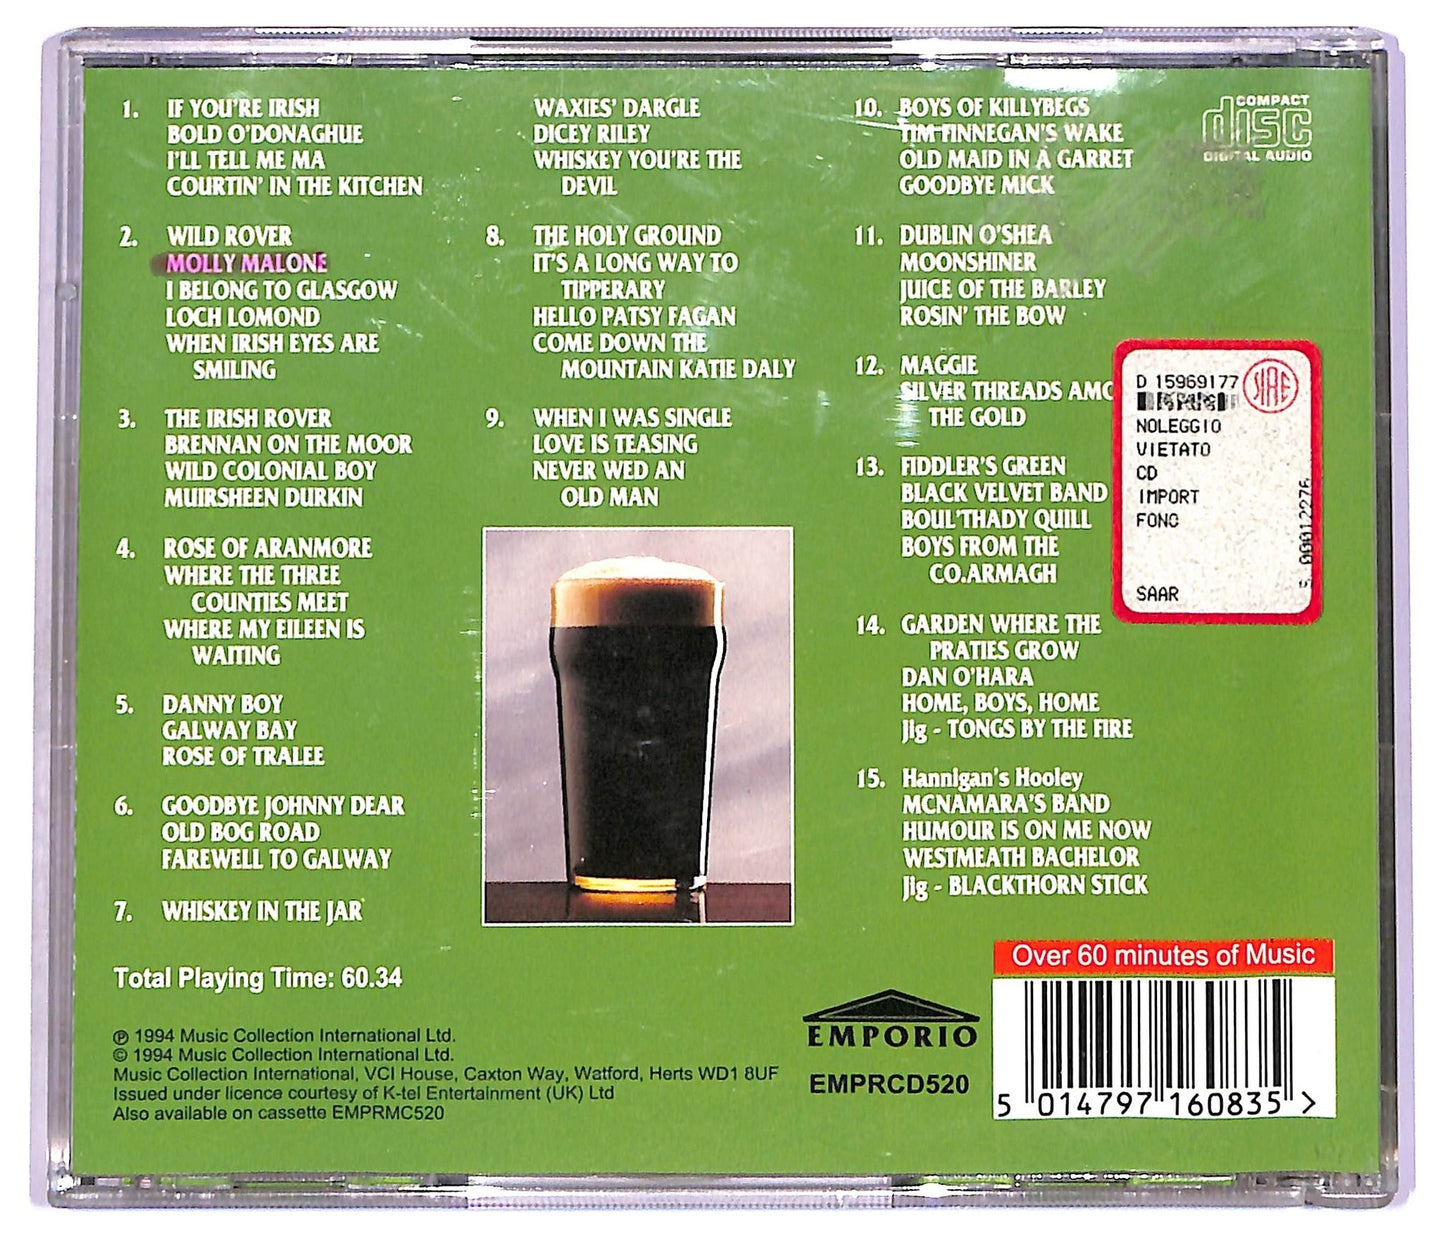 1. IF YOU'RE IRISH
BOLD O'DONAGHUE
I'LL TELL ME MA
COURTIN' IN THE KITCHEN
2. WILD ROVER
MOLLY MALONE
I BELONG TO GLASGOW
LOCH LOMOND
WHEN IRISH EYES ARE
SMILING
3. THE IRISH ROVER
BRENNAN ON THE MOOR
WILD COLONIAL BOY
MUIRSHEEN DURKIN
4. ROSE OF ARANMORE
WHERE THE THREE
COUNTIES MEET
WHERE MY EILEEN IS
WAITING
5. DANNY BOY
GALWAY BAY
ROSE OF TRALEE
6. GOODBYE JOHNNY DEAR
OLD BOG ROAD
FAREWELL TO GALWAY
7. WHISKEY IN THE JAR
WAXIES' DARGLE
DICEY RILEY
WHISKEY YOU'RE THE
DEVIL
8. THE HOLY GROUND
IT'S A LONG WAY TO
TIPPERARY
HELLO PATSY FAGAN
COME DOWN THE
MOUNTAIN KATIE DALY
9. WHEN I WAS SINGLE
LOVE IS TEASING
NEVER WED AN
OLD MAN
10. BOYS OF KILLYBEGS
TIM FINNEGAN'S WAKE
OLD MAID IN A GARRET
GOODBYE MICK
11. DUBLIN O'SHEA
MOONSHINER
JUICE OF THE BARLEY
ROSIN' THE BOW
12. MAGGIE
SILVER THREADS AMO
THE GOLD
13. FIDDLER'S GREEN
BLACK VELVET BAND
BOUL'THADY QUILL
BOYS FROM THE
CO.ARMAGH
14. GARDEN WHERE THE
PRATIES GROW
DAN O'HARA
HOME, BOYS, HOME
Jig - TONGS BY THE FIRE
15. Hannigan's Hooley
MCNAMARA'S BAND
HUMOUR IS ON ME NOW
WESTMEATH BACHELOR
Jig - BLACKTHORN STICK
COMPACT
disc
DIGITAL AUDIO
D 15969177
SIAE
NOLEGGIO
VIETATO
CD
IMPORT
FONO
SAAR
S 000012276
Total Playing Time: 60.34
℗ 1994 Music Collection International Ltd.
© 1994 Music Collection International Ltd.
Music Collection International, VCI House, Caxton Way, Watford, Herts WD1 8UF
Issued under licence courtesy of K-tel Entertainment (UK) Ltd
Also available on cassette EMPRMC520
EMPORIO
EMPRCD520
Over 60 minutes of Music
5 014797 160835 >